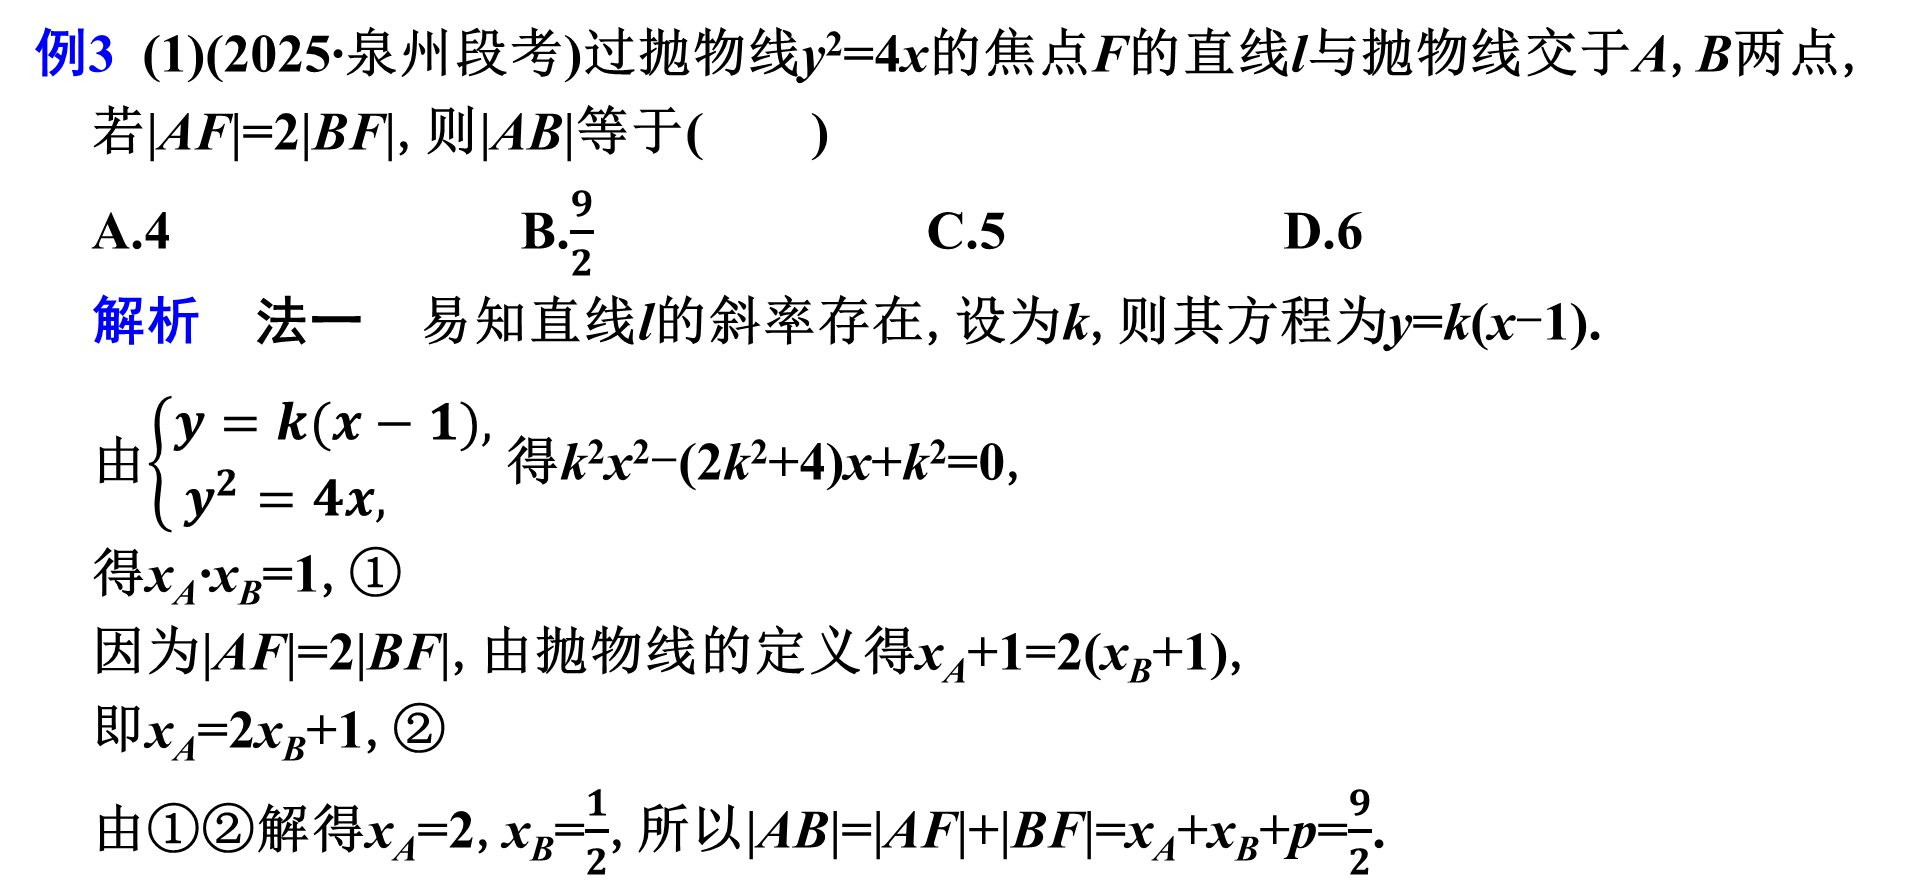 例3 (1)(2025·泉州段考)过抛物线y²=4x的焦点F的直线l与抛物线交于A, B两点,
若|AF|=2|BF|, 则|AB|等于(　　)
A.4 B.9/2 C.5 D.6
解析 法一 易知直线l的斜率存在, 设为k, 则其方程为y=k(x−1).
由{y = k(x − 1), y² = 4x, 得k²x²−(2k²+4)x+k²=0,
得x_A·x_B=1, ①
因为|AF|=2|BF|, 由抛物线的定义得x_A+1=2(x_B+1),
即x_A=2x_B+1, ②
由①②解得x_A=2, x_B=1/2, 所以|AB|=|AF|+|BF|=x_A+x_B+p=9/2.